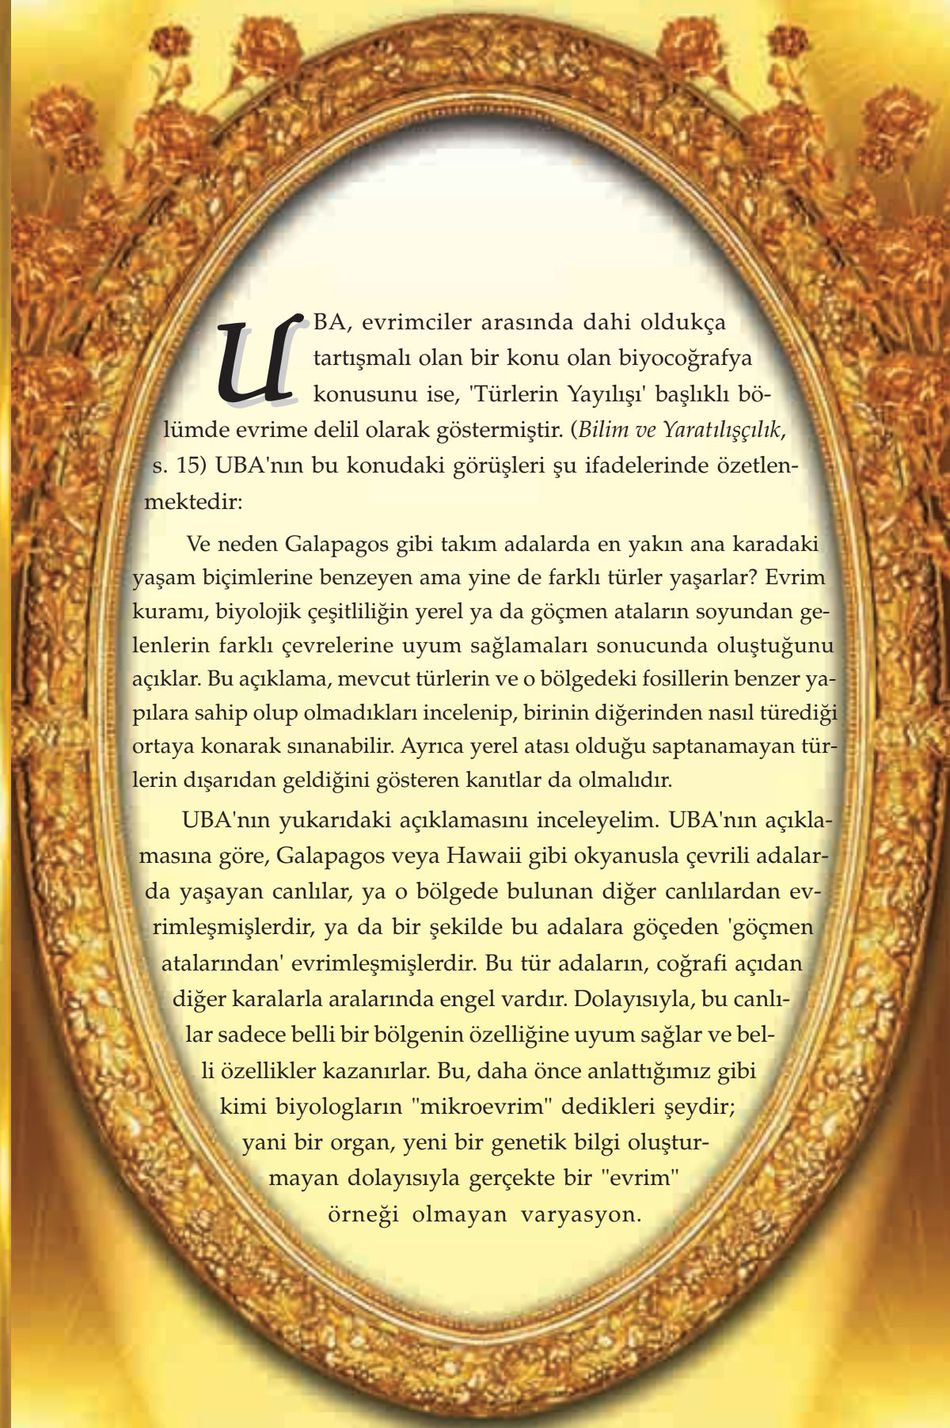 UBA, evrimciler arasında dahi oldukça
tartışmalı olan bir konu olan biyocoğrafya
konusunu ise, 'Türlerin Yayılışı' başlıklı bö-
lümde evrime delil olarak göstermiştir. (Bilim ve Yaratılışçılık,
s. 15) UBA'nın bu konudaki görüşleri şu ifadelerinde özetlen-
mektedir:
Ve neden Galapagos gibi takım adalarda en yakın ana karadaki
yaşam biçimlerine benzeyen ama yine de farklı türler yaşarlar? Evrim
kuramı, biyolojik çeşitliliğin yerel ya da göçmen ataların soyundan ge-
lenlerin farklı çevrelerine uyum sağlamaları sonucunda oluştuğunu
açıklar. Bu açıklama, mevcut türlerin ve o bölgedeki fosillerin benzer ya-
pılara sahip olup olmadıkları incelenip, birinin diğerinden nasıl türediği
ortaya konarak sınanabilir. Ayrıca yerel atası olduğu saptanamayan tür-
lerin dışarıdan geldiğini gösteren kanıtlar da olmalıdır.
UBA'nın yukarıdaki açıklamasını inceleyelim. UBA'nın açıkla-
masına göre, Galapagos veya Hawaii gibi okyanusla çevrili adalar-
da yaşayan canlılar, ya o bölgede bulunan diğer canlılardan ev-
rimleşmişlerdir, ya da bir şekilde bu adalara göçeden 'göçmen
atalarından' evrimleşmişlerdir. Bu tür adaların, coğrafi açıdan
diğer karalarla aralarında engel vardır. Dolayısıyla, bu canlı-
lar sadece belli bir bölgenin özelliğine uyum sağlar ve bel-
li özellikler kazanırlar. Bu, daha önce anlattığımız gibi
kimi biyologların "mikroevrim" dedikleri şeydir;
yani bir organ, yeni bir genetik bilgi oluştur-
mayan dolayısıyla gerçekte bir "evrim"
örneği olmayan varyasyon.